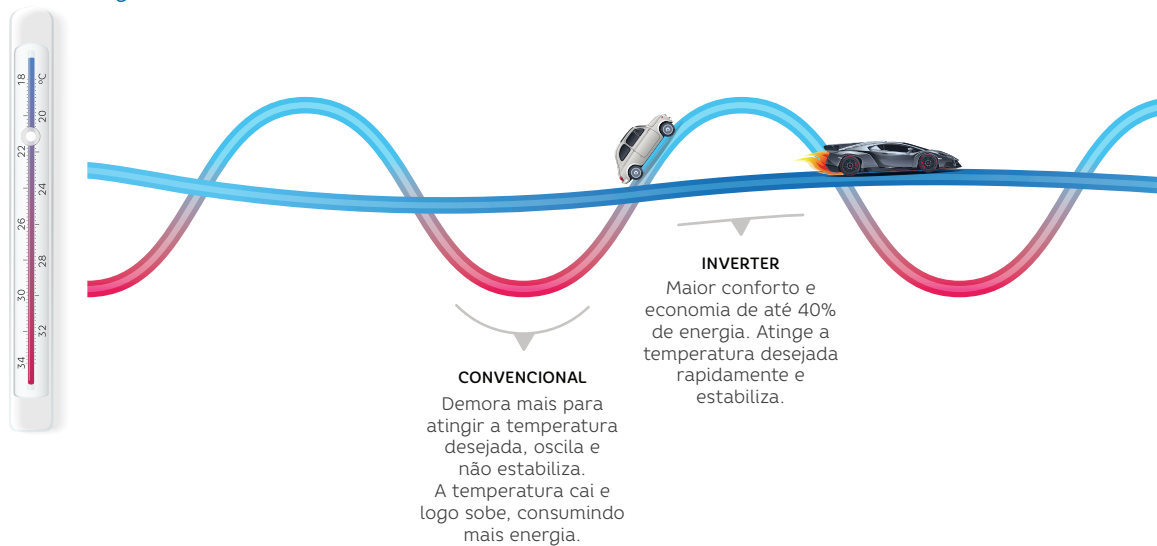 18
°C
20
22
24
26
28
30
32
34
INVERTER
Maior conforto e
economia de até 40%
de energia. Atinge a
temperatura desejada
rapidamente e
estabiliza.
CONVENCIONAL
Demora mais para
atingir a temperatura
desejada, oscila e
não estabiliza.
A temperatura cai e
logo sobe, consumindo
mais energia.